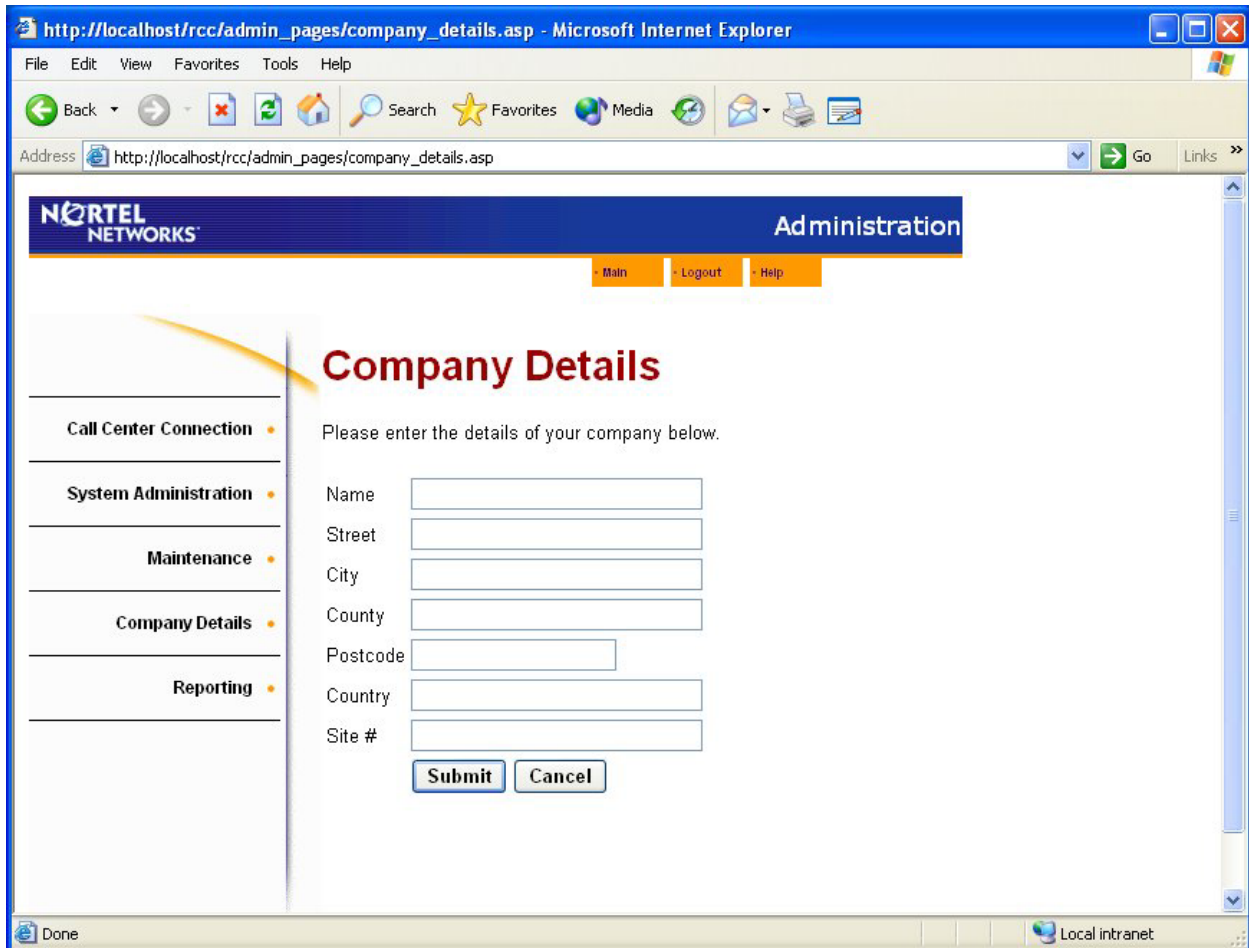 http://localhost/rcc/admin_pages/company_details.asp - Microsoft Internet Explorer
File Edit View Favorites Tools Help
Back Search Favorites Media
Address http://localhost/rcc/admin_pages/company_details.asp Go Links »
NORTEL
NETWORKS
Administration
Main Logout Help
Company Details
Call Center Connection
Please enter the details of your company below.
System Administration
Name
Street
Maintenance
City
Company Details
County
Postcode
Reporting
Country
Site #
Submit Cancel
Done Local intranet